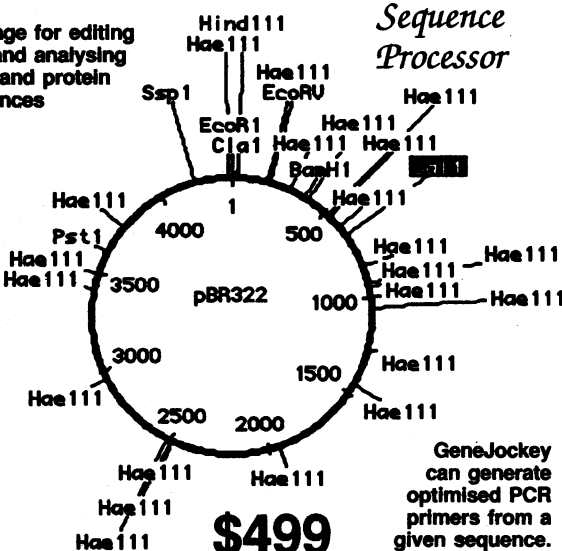 ge for editing
nd analysing
and protein
nces
Sequence
Processor
Hind111
Hae111
Hae111
EcoRV
Ssp1
Hae111
EcoR1
Cla1
Hae111
Hae111
Hae111
BamH1
Hae111
Hae111
Pst1
Hae111
Hae111
Hae111
Hae111
Hae111
Hae111
Hae111
Hae111
Hae111
Hae111
Hae111
Hae111
Hae111
Hae111
1
500
1000
1500
2000
2500
3000
3500
4000
pBR322
$499
GeneJockey
can generate
optimised PCR
primers from a
given sequence.